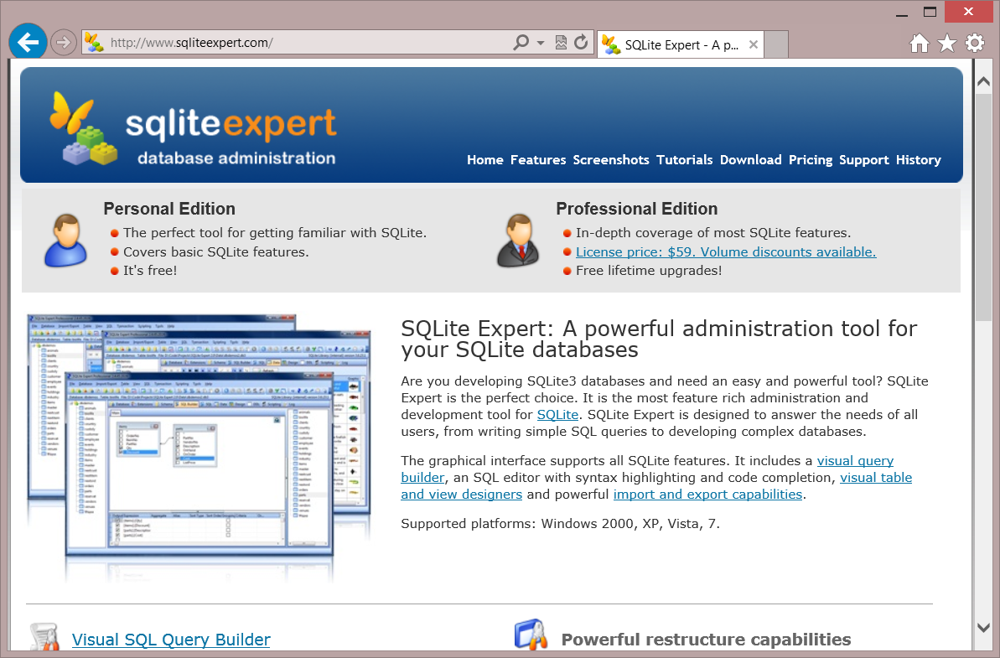 http://www.sqliteexpert.com/
SQLite Expert - A p...
sqliteexpert
database administration
Home Features Screenshots Tutorials Download Pricing Support History
Personal Edition
The perfect tool for getting familiar with SQLite.
Covers basic SQLite features.
It's free!
Professional Edition
In-depth coverage of most SQLite features.
License price: $59. Volume discounts available.
Free lifetime upgrades!
SQLite Expert: A powerful administration tool for
your SQLite databases
Are you developing SQLite3 databases and need an easy and powerful tool? SQLite
Expert is the perfect choice. It is the most feature rich administration and
development tool for SQLite. SQLite Expert is designed to answer the needs of all
users, from writing simple SQL queries to developing complex databases.
The graphical interface supports all SQLite features. It includes a visual query
builder, an SQL editor with syntax highlighting and code completion, visual table
and view designers and powerful import and export capabilities.
Supported platforms: Windows 2000, XP, Vista, 7.
Visual SQL Query Builder
Powerful restructure capabilities